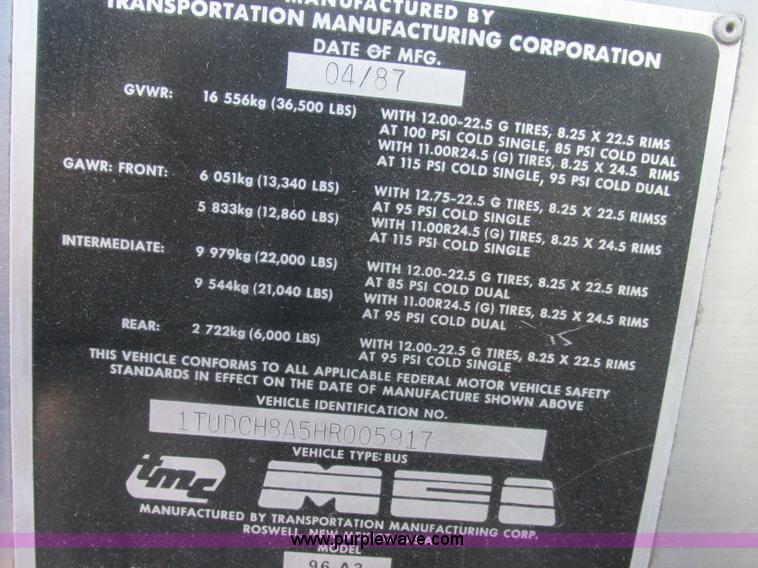 MANUFACTURED BY
TRANSPORTATION MANUFACTURING CORPORATION
DATE OF MFG.
04/87
GVWR: 16 556kg (36,500 LBS) WITH 12.00-22.5 G TIRES, 8.25 X 22.5 RIMS
AT 100 PSI COLD SINGLE, 85 PSI COLD DUAL
WITH 11.00R24.5 (G) TIRES, 8.25 X 24.5 RIMS
AT 115 PSI COLD SINGLE, 95 PSI COLD DUAL
GAWR: FRONT: 6 051kg (13,340 LBS) WITH 12.75-22.5 G TIRES, 8.25 X 22.5 RIMSS
AT 95 PSI COLD SINGLE
5 833kg (12,860 LBS) WITH 11.00R24.5 (G) TIRES, 8.25 X 24.5 RIMS
AT 115 PSI COLD SINGLE
INTERMEDIATE: 9 979kg (22,000 LBS) WITH 12.00-22.5 G TIRES, 8.25 X 22.5 RIMS
AT 85 PSI COLD DUAL
9 544kg (21,040 LBS) WITH 11.00R24.5 (G) TIRES, 8.25 X 24.5 RIMS
AT 95 PSI COLD DUAL
REAR: 2 722kg (6,000 LBS) WITH 12.00-22.5 G TIRES, 8.25 X 22.5 RIMS
AT 95 PSI COLD SINGLE
THIS VEHICLE CONFORMS TO ALL APPLICABLE FEDERAL MOTOR VEHICLE SAFETY
STANDARDS IN EFFECT ON THE DATE OF MANUFACTURE SHOWN ABOVE
VEHICLE IDENTIFICATION NO.
1TUDCH8A5HR005917
VEHICLE TYPE: BUS
tmc MCI
MANUFACTURED BY TRANSPORTATION MANUFACTURING CORP.
ROSWELL, NEW
www.purplewave.com
MODEL
96 A3